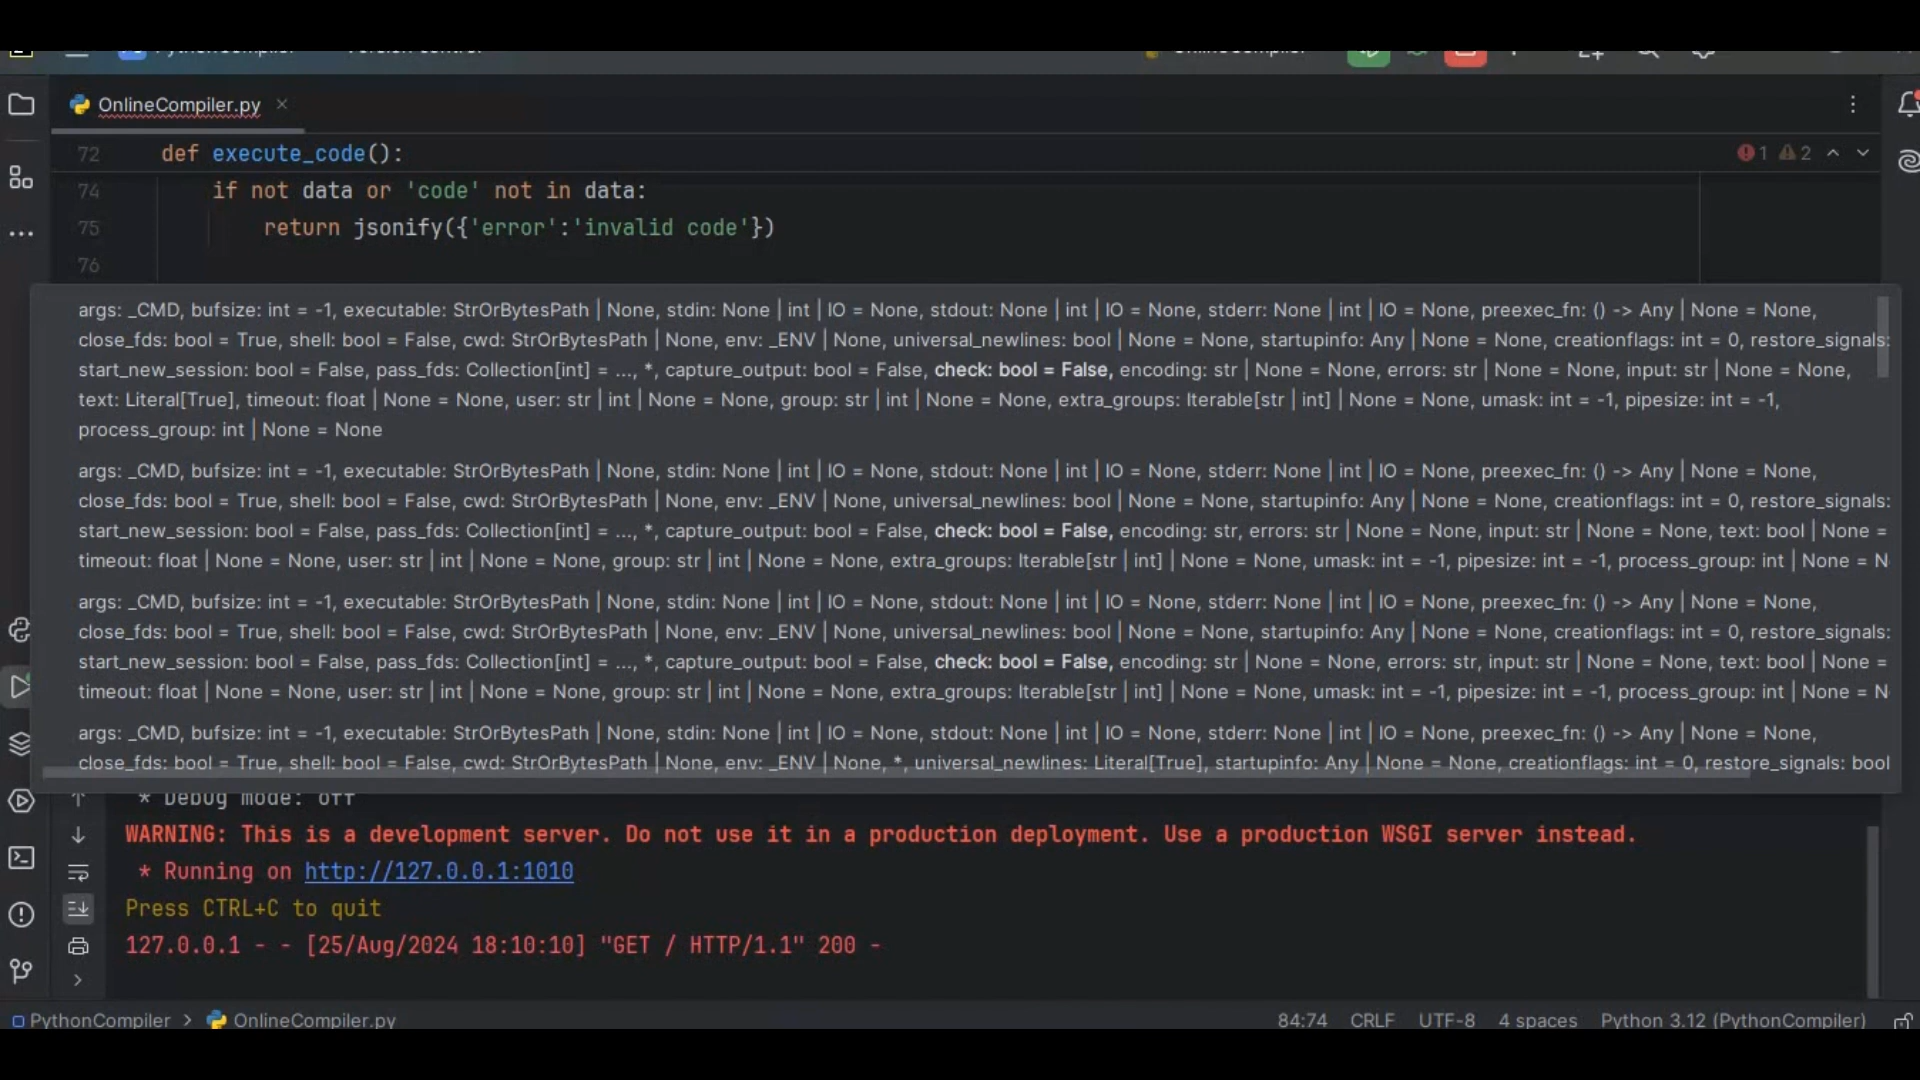 OnlineCompiler.py
72 def execute_code():
1 2
74 if not data or 'code' not in data:
75 return jsonify({'error':'invalid code'})
76
args: _CMD, bufsize: int = -1, executable: StrOrBytesPath | None, stdin: None | int | IO = None, stdout: None | int | IO = None, stderr: None | int | IO = None, preexec_fn: () -> Any | None = None,
close_fds: bool = True, shell: bool = False, cwd: StrOrBytesPath | None, env: _ENV | None, universal_newlines: bool | None = None, startupinfo: Any | None = None, creationflags: int = 0, restore_signals:
start_new_session: bool = False, pass_fds: Collection[int] = ..., *, capture_output: bool = False, check: bool = False, encoding: str | None = None, errors: str | None = None, input: str | None = None,
text: Literal[True], timeout: float | None = None, user: str | int | None = None, group: str | int | None = None, extra_groups: Iterable[str | int] | None = None, umask: int = -1, pipesize: int = -1,
process_group: int | None = None
args: _CMD, bufsize: int = -1, executable: StrOrBytesPath | None, stdin: None | int | IO = None, stdout: None | int | IO = None, stderr: None | int | IO = None, preexec_fn: () -> Any | None = None,
close_fds: bool = True, shell: bool = False, cwd: StrOrBytesPath | None, env: _ENV | None, universal_newlines: bool | None = None, startupinfo: Any | None = None, creationflags: int = 0, restore_signals:
start_new_session: bool = False, pass_fds: Collection[int] = ..., *, capture_output: bool = False, check: bool = False, encoding: str, errors: str | None = None, input: str | None = None, text: bool | None =
timeout: float | None = None, user: str | int | None = None, group: str | int | None = None, extra_groups: Iterable[str | int] | None = None, umask: int = -1, pipesize: int = -1, process_group: int | None = N
args: _CMD, bufsize: int = -1, executable: StrOrBytesPath | None, stdin: None | int | IO = None, stdout: None | int | IO = None, stderr: None | int | IO = None, preexec_fn: () -> Any | None = None,
close_fds: bool = True, shell: bool = False, cwd: StrOrBytesPath | None, env: _ENV | None, universal_newlines: bool | None = None, startupinfo: Any | None = None, creationflags: int = 0, restore_signals:
start_new_session: bool = False, pass_fds: Collection[int] = ..., *, capture_output: bool = False, check: bool = False, encoding: str | None = None, errors: str, input: str | None = None, text: bool | None =
timeout: float | None = None, user: str | int | None = None, group: str | int | None = None, extra_groups: Iterable[str | int] | None = None, umask: int = -1, pipesize: int = -1, process_group: int | None = N
args: _CMD, bufsize: int = -1, executable: StrOrBytesPath | None, stdin: None | int | IO = None, stdout: None | int | IO = None, stderr: None | int | IO = None, preexec_fn: () -> Any | None = None,
close_fds: bool = True, shell: bool = False, cwd: StrOrBytesPath | None, env: _ENV | None, *, universal_newlines: Literal[True], startupinfo: Any | None = None, creationflags: int = 0, restore_signals: bool
* Debug mode: off
WARNING: This is a development server. Do not use it in a production deployment. Use a production WSGI server instead.
* Running on http://127.0.0.1:1010
Press CTRL+C to quit
127.0.0.1 - - [25/Aug/2024 18:10:10] "GET / HTTP/1.1" 200 -
PythonCompiler > OnlineCompiler.py
84:74 CRLF UTF-8 4 spaces Python 3.12 (PythonCompiler)